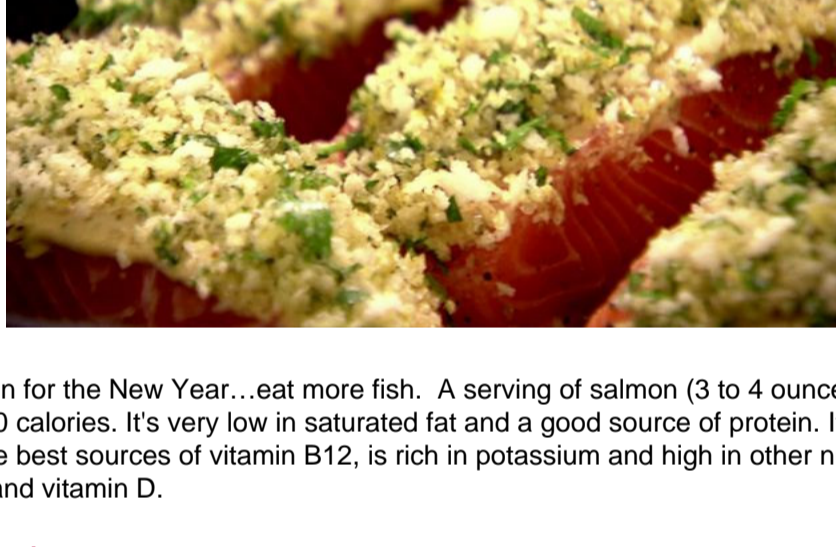 n for the New Year…eat more fish.  A serving of salmon (3 to 4 ounce
0 calories. It's very low in saturated fat and a good source of protein. I
e best sources of vitamin B12, is rich in potassium and high in other n
and vitamin D.